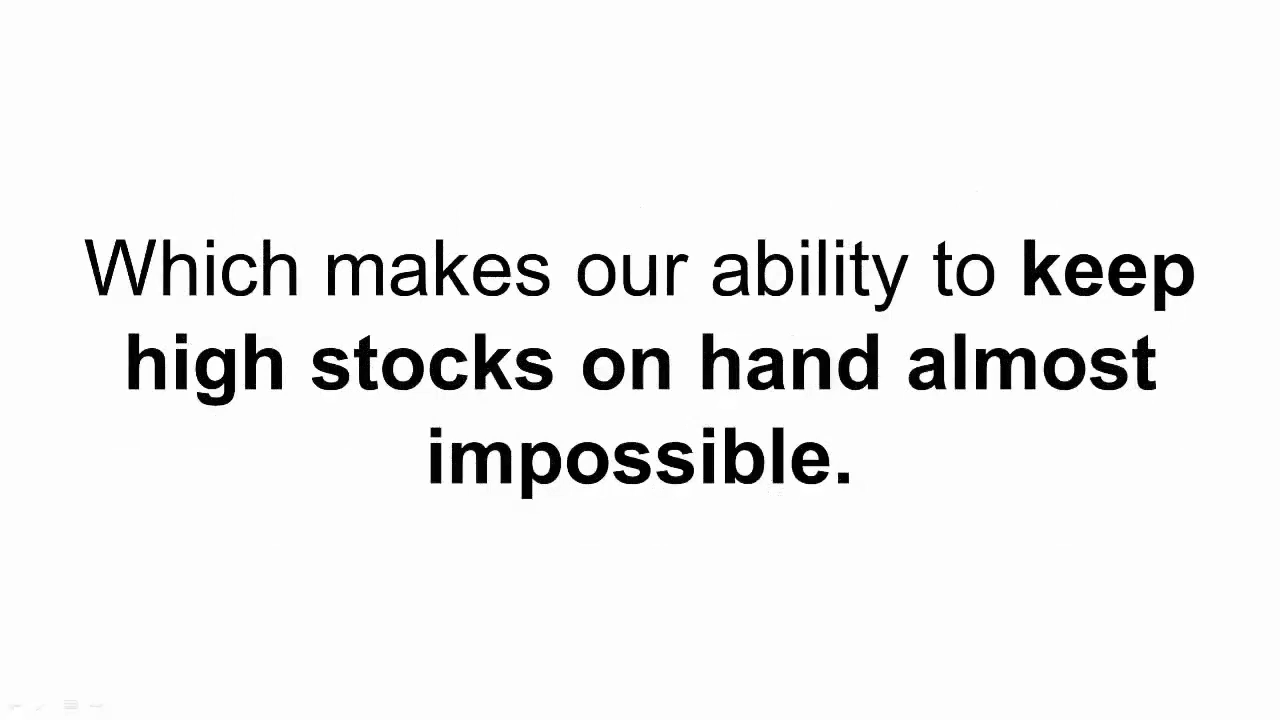 Which makes our ability to keep
high stocks on hand almost
impossible.